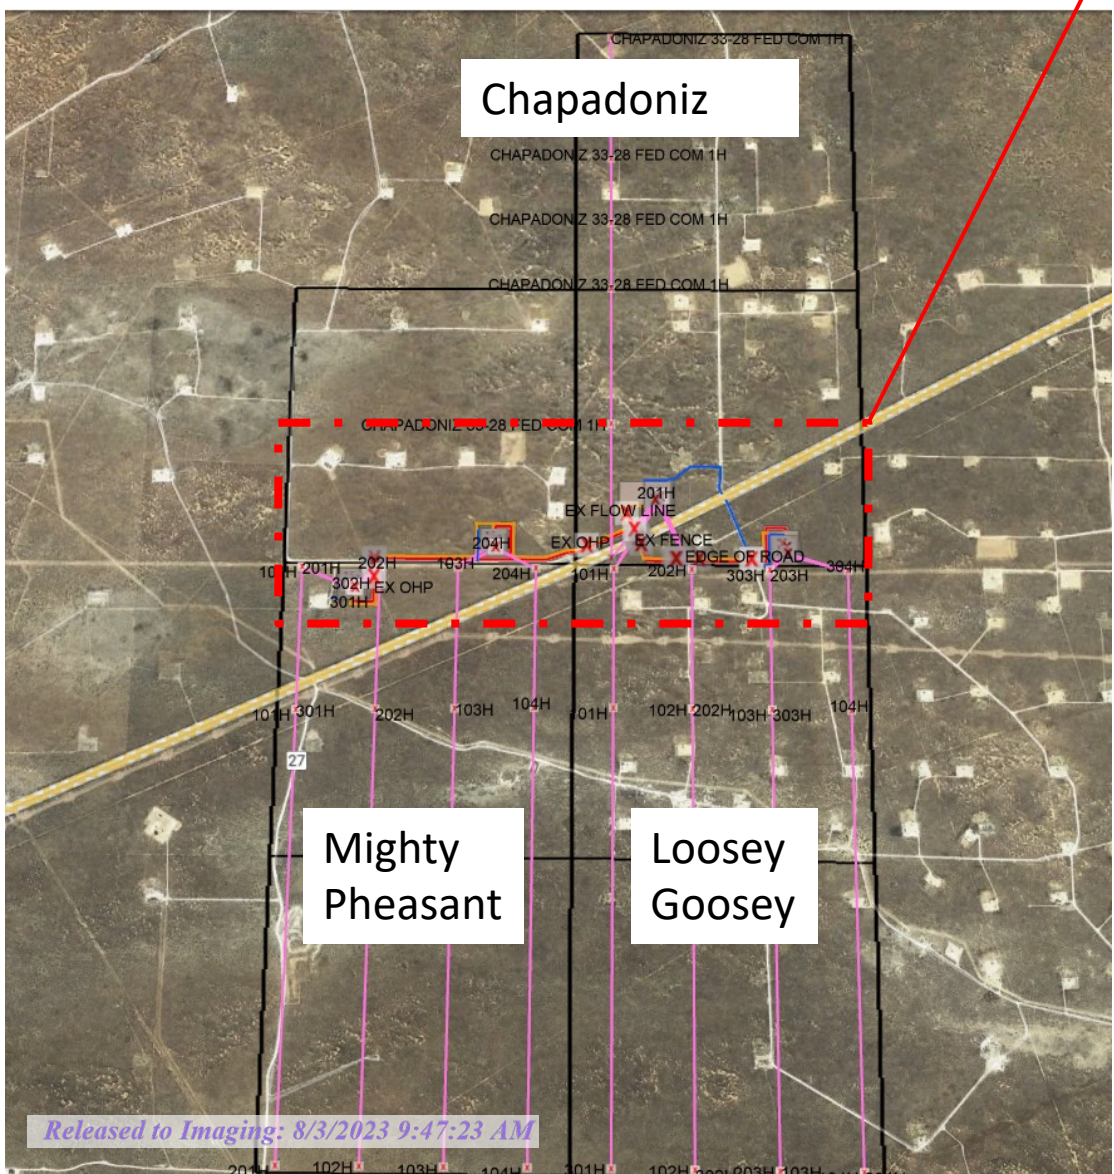 CHAPADONIZ 33-28 FED COM 1H
Chapadoniz
CHAPADONIZ 33-28 FED COM 1H
CHAPADONIZ 33-28 FED COM 1H
CHAPADONIZ 33-28 FED COM 1H
CHAPADONIZ 33-28 FED COM 1H
201H
EX FLOW LINE
204H
EX OHP
EX FENCE
EDGE OF ROAD
201H
202H
103H
204H
101H
202H
303H
203H
304H
302H
EX OHP
301H
101H
301H
202H
103H
104H
101H
102H
202H
103H
303H
104H
27
Mighty
Pheasant
Loosey
Goosey
Released to Imaging: 8/3/2023 9:47:23 AM
201H
102H
103H
104H
301H
102H
203H
103H